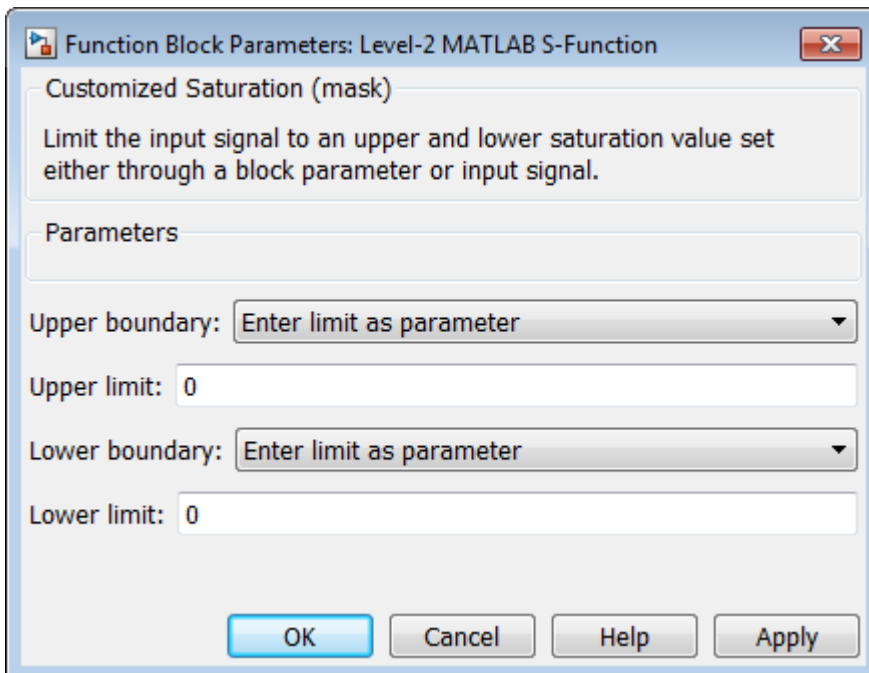 Function Block Parameters: Level-2 MATLAB S-Function
Customized Saturation (mask)
Limit the input signal to an upper and lower saturation value set
either through a block parameter or input signal.
Parameters
Upper boundary: Enter limit as parameter
Upper limit: 0
Lower boundary: Enter limit as parameter
Lower limit: 0
OK Cancel Help Apply